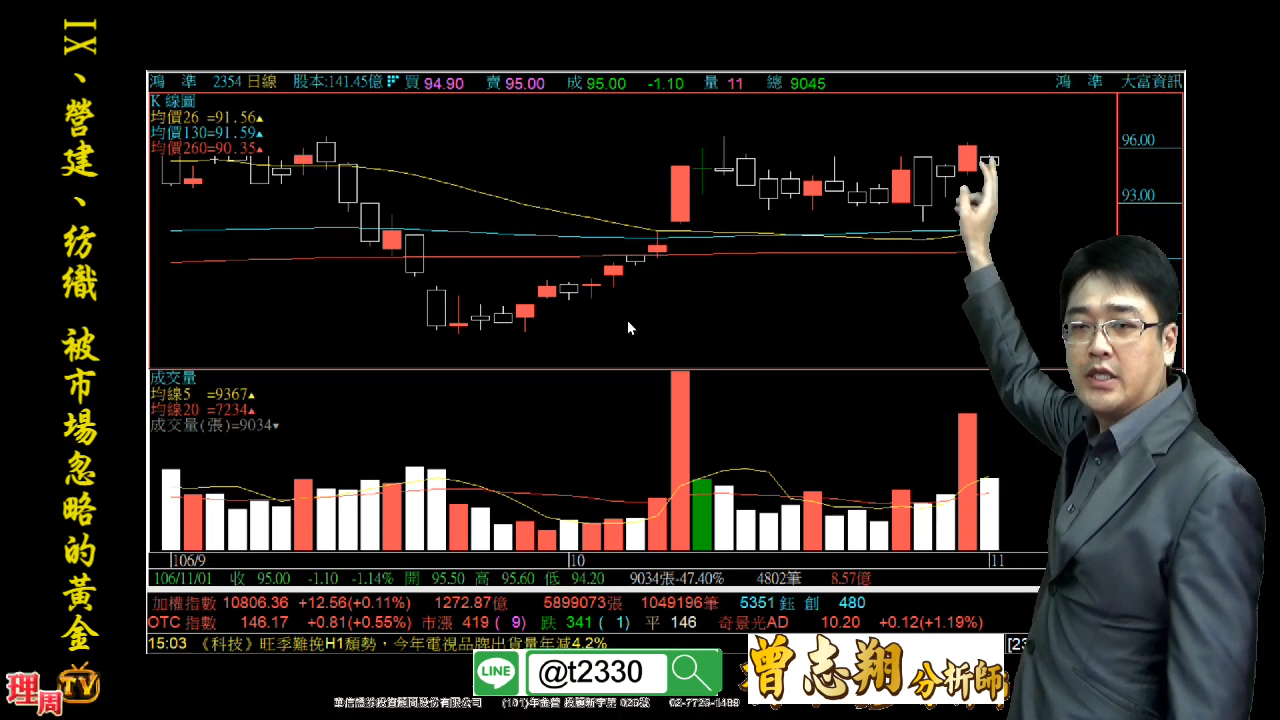 IX、營建、紡織 被市場忽略的黃金
鴻 準 2354 日線 股本:141.45億 買 94.90 賣 95.00 成 95.00 -1.10 量 11 總 9045 鴻 準 大富資訊
K 線圖
均價26 =91.56▲
均價130=91.59▲
均價260=90.35▲
96.00
93.00
成交量
均線5 =9367▲
均線20 =7234▲
成交量(張)=9034▼
106/9 10 11
106/11/01 收 95.00 -1.10 -1.14% 開 95.50 高 95.60 低 94.20 9034張-47.40% 4802筆 8.57億
加權指數 10806.36 +12.56(+0.11%) 1272.87億 5899073張 1049196筆 5351 鈺 創 480
OTC 指數 146.17 +0.81(+0.55%) 市漲 419 ( 9) 跌 341 ( 1) 平 146 奇景光AD 10.20 +0.12(+1.19%)
15:03 《科技》旺季難挽H1頹勢，今年電視品牌出貨量年減4.2% [23
LINE @t2330
曾志翔分析師
理周TV